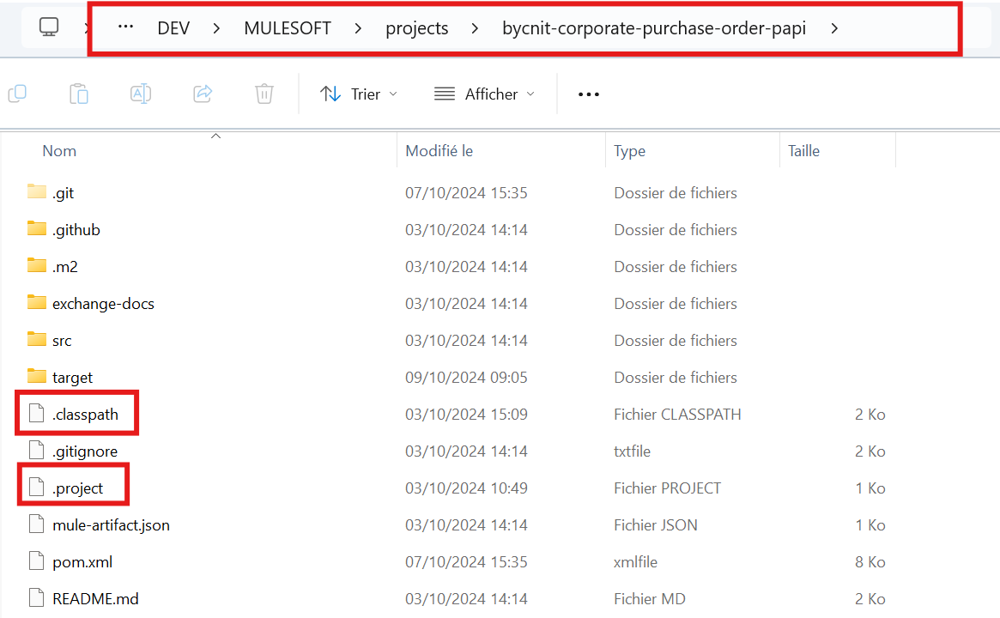 ... > DEV > MULESOFT > projects > bycnit-corporate-purchase-order-papi >
Trier Afficher ...
Nom Modifié le Type Taille
.git 07/10/2024 15:35 Dossier de fichiers
.github 03/10/2024 14:14 Dossier de fichiers
.m2 03/10/2024 14:14 Dossier de fichiers
exchange-docs 03/10/2024 14:14 Dossier de fichiers
src 03/10/2024 14:14 Dossier de fichiers
target 09/10/2024 09:05 Dossier de fichiers
.classpath 03/10/2024 15:09 Fichier CLASSPATH 2 Ko
.gitignore 03/10/2024 14:14 txtfile 2 Ko
.project 03/10/2024 10:49 Fichier PROJECT 1 Ko
mule-artifact.json 03/10/2024 14:14 Fichier JSON 1 Ko
pom.xml 07/10/2024 15:35 xmlfile 8 Ko
README.md 03/10/2024 14:14 Fichier MD 2 Ko